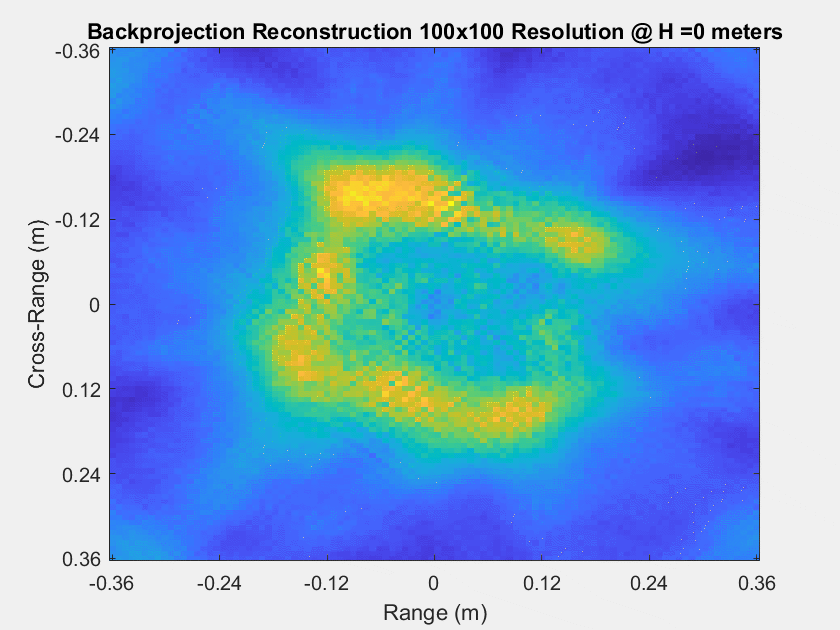 Backprojection Reconstruction 100x100 Resolution @ H =0 meters
-0.36
-0.24
-0.12
0
0.12
0.24
0.36
Cross-Range (m)
-0.36 -0.24 -0.12 0 0.12 0.24 0.36
Range (m)